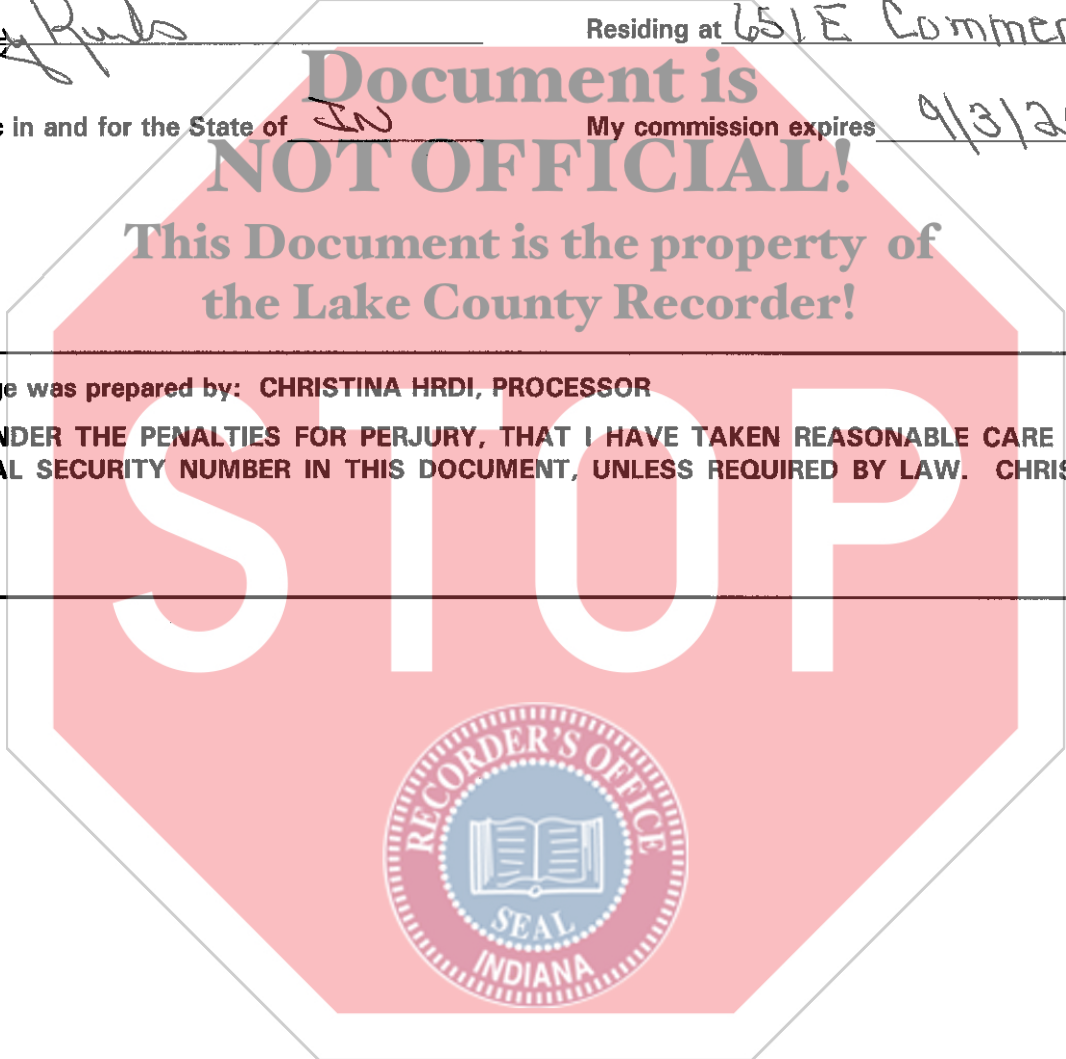 Residing at 651 E Commer
Document is
c in and for the State of IN My commission expires 9/3/2
NOT OFFICIAL!
This Document is the property of
the Lake County Recorder!
e was prepared by: CHRISTINA HRDI, PROCESSOR
NDER THE PENALTIES FOR PERJURY, THAT I HAVE TAKEN REASONABLE CARE
AL SECURITY NUMBER IN THIS DOCUMENT, UNLESS REQUIRED BY LAW. CHRIS
STOP
RECORDER'S OFFICE
SEAL
INDIANA